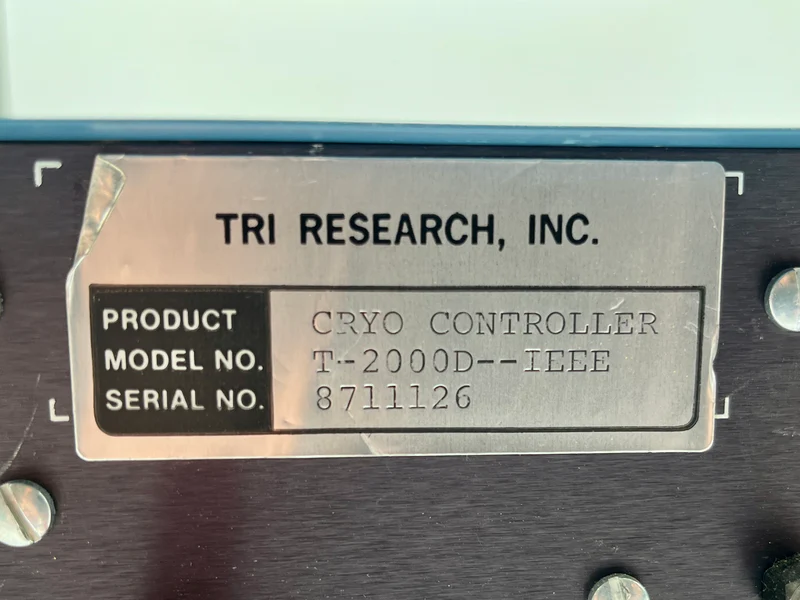 TRI RESEARCH, INC.
PRODUCT CRYO CONTROLLER
MODEL NO. T-2000D--IEEE
SERIAL NO. 8711126